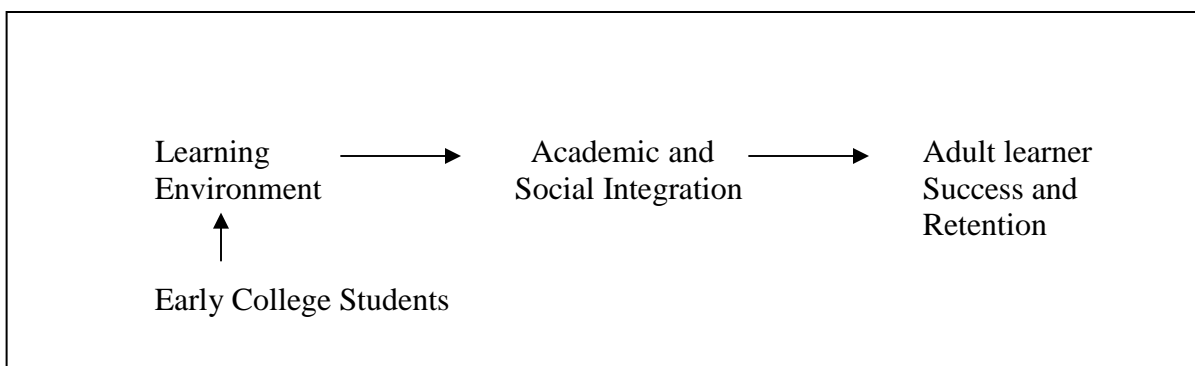 Learning
Environment
Academic and
Social Integration
Adult learner
Success and
Retention
Early College Students